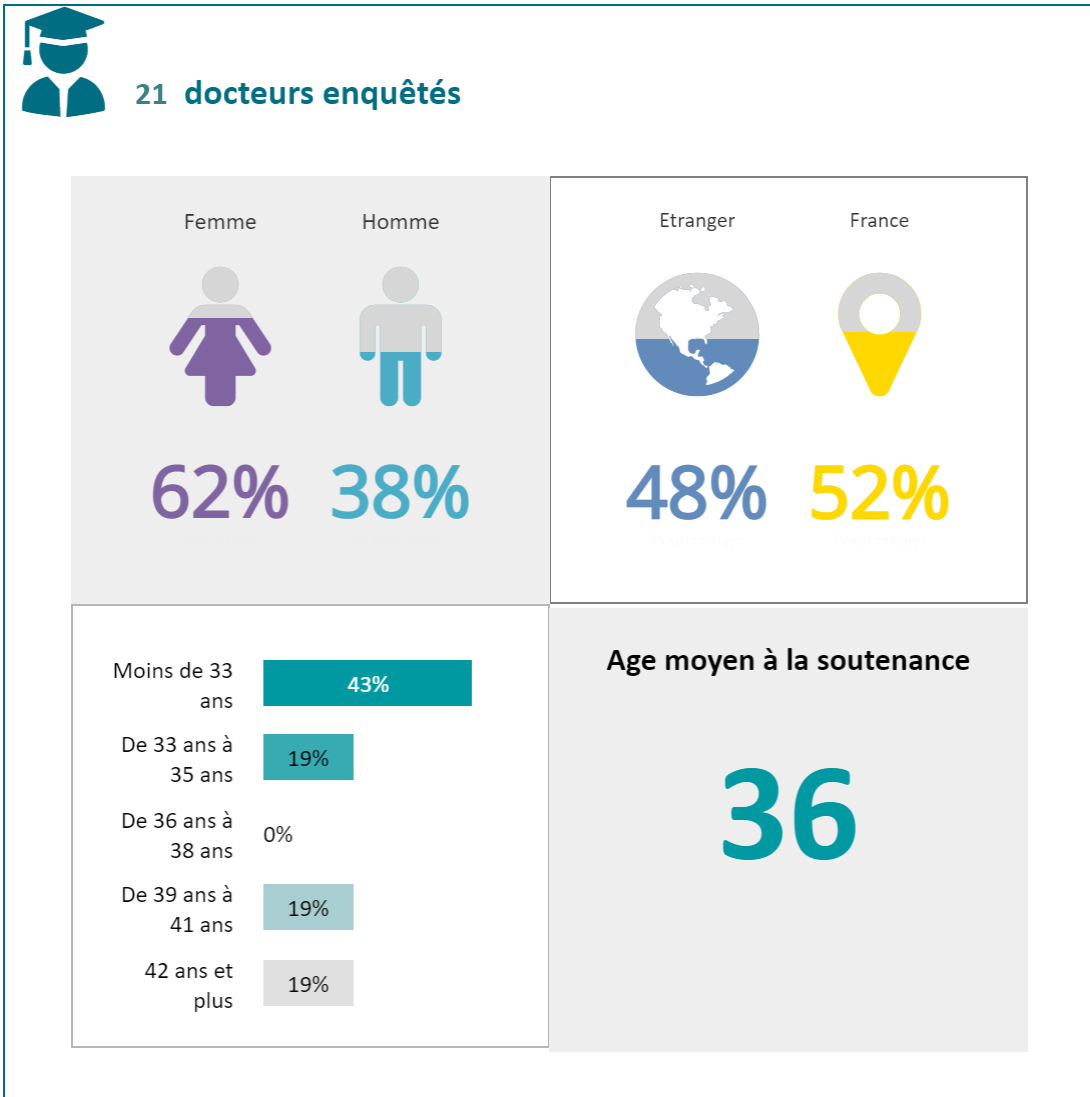 21 docteurs enquêtés
Femme Homme
62% 38%
Etranger France
48% 52%
Moins de 33
ans
43%
De 33 ans à
35 ans
19%
De 36 ans à
38 ans
0%
De 39 ans à
41 ans
19%
42 ans et
plus
19%
Age moyen à la soutenance
36